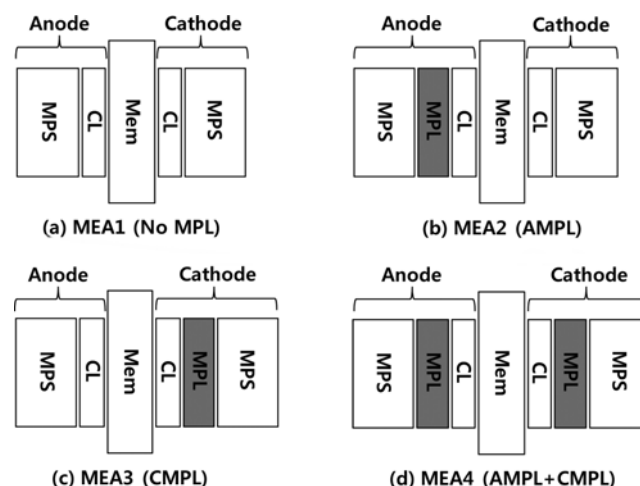 Anode Cathode
MPS CL Mem CL MPS
(a) MEA1 (No MPL)
Anode Cathode
MPS MPL CL Mem CL MPS
(b) MEA2 (AMPL)
Anode Cathode
MPS CL Mem CL MPL MPS
(c) MEA3 (CMPL)
Anode Cathode
MPS MPL CL Mem CL MPL MPS
(d) MEA4 (AMPL+CMPL)